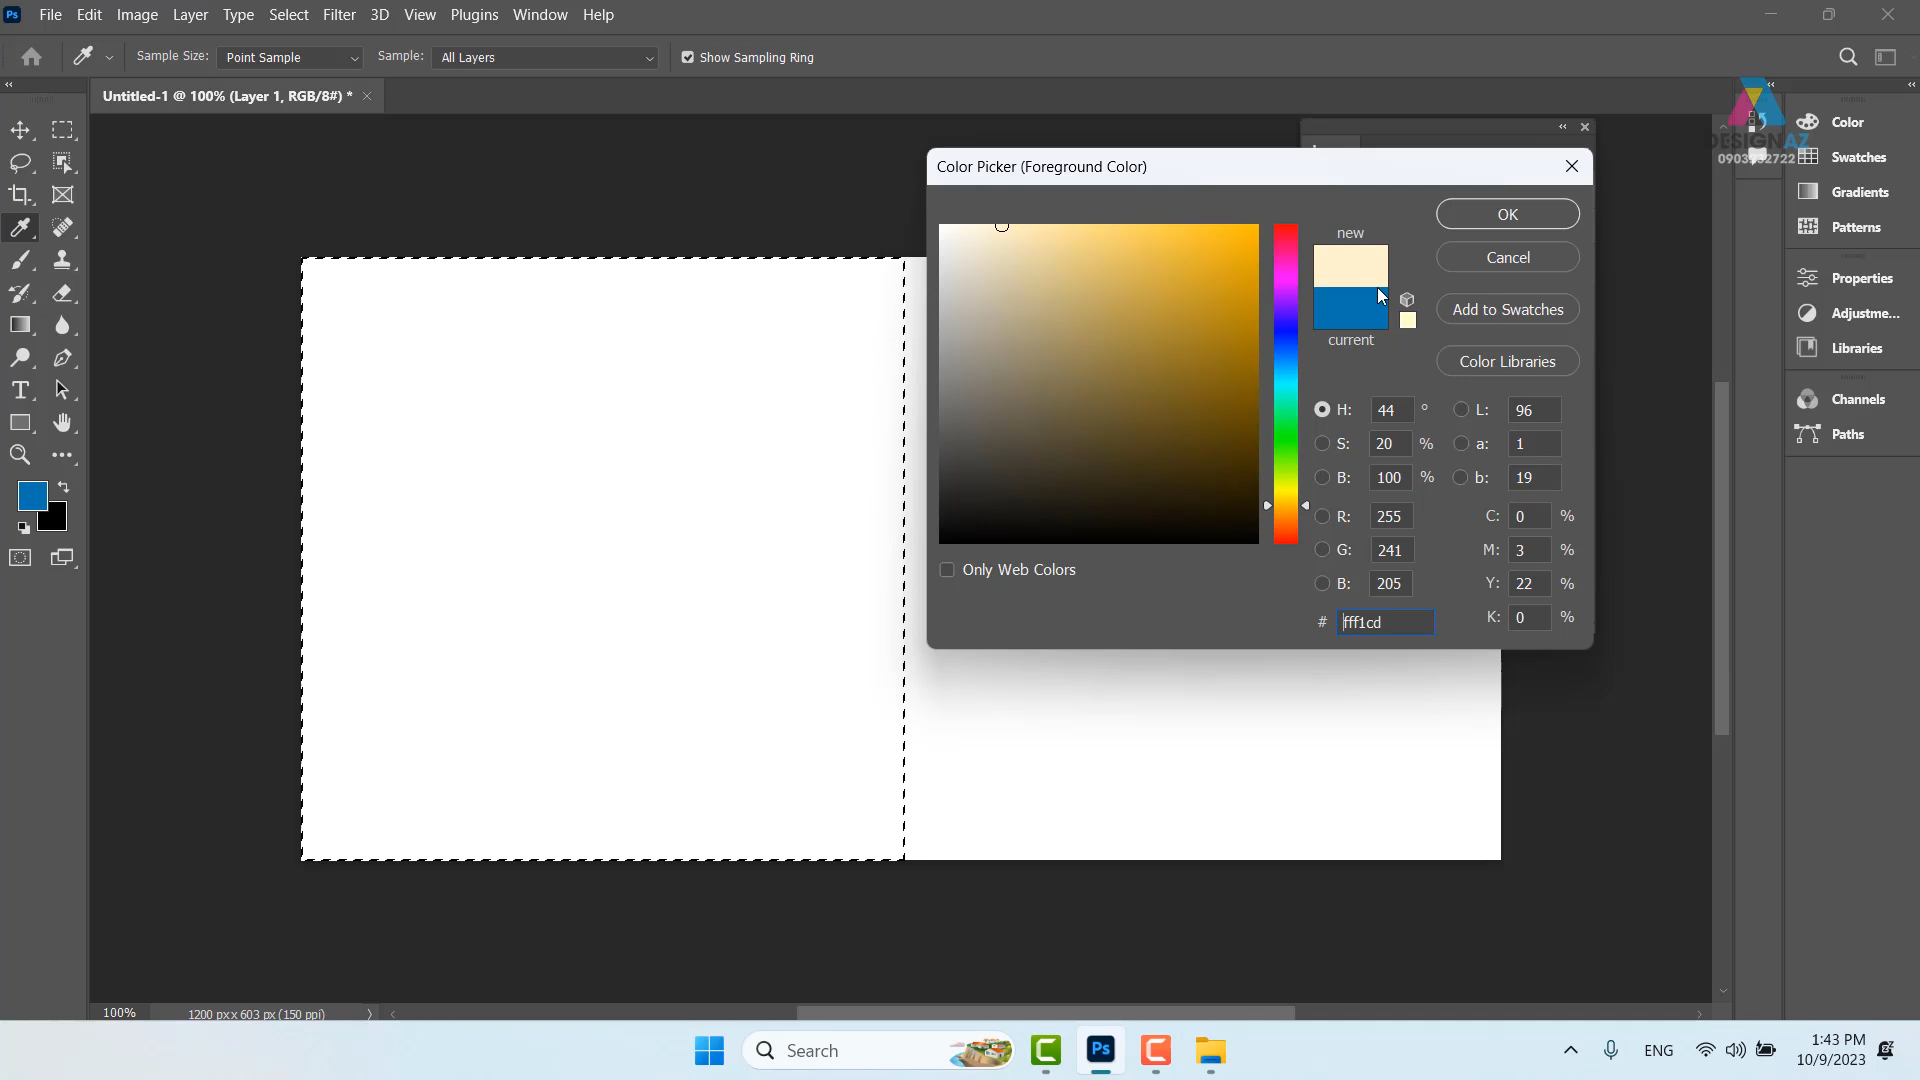 Ps File Edit Image Layer Type Select Filter 3D View Plugins Window Help
Sample Size: Point Sample Sample: All Layers Show Sampling Ring
Untitled-1 @ 100% (Layer 1, RGB/8#) *
Color Picker (Foreground Color)
new
current
OK
Cancel
Add to Swatches
Color Libraries
H: 44 ° L: 96
S: 20 % a: 1
B: 100 % b: 19
R: 255 C: 0 %
G: 241 M: 3 %
B: 205 Y: 22 %
# fff1cd K: 0 %
Only Web Colors
DESIGNAZ
Color
Swatches
Gradients
Patterns
Properties
Adjustme...
Libraries
Channels
Paths
T
100% 1200 px x 603 px (150 ppi)
Search
Ps
ENG
1:43 PM
10/9/2023